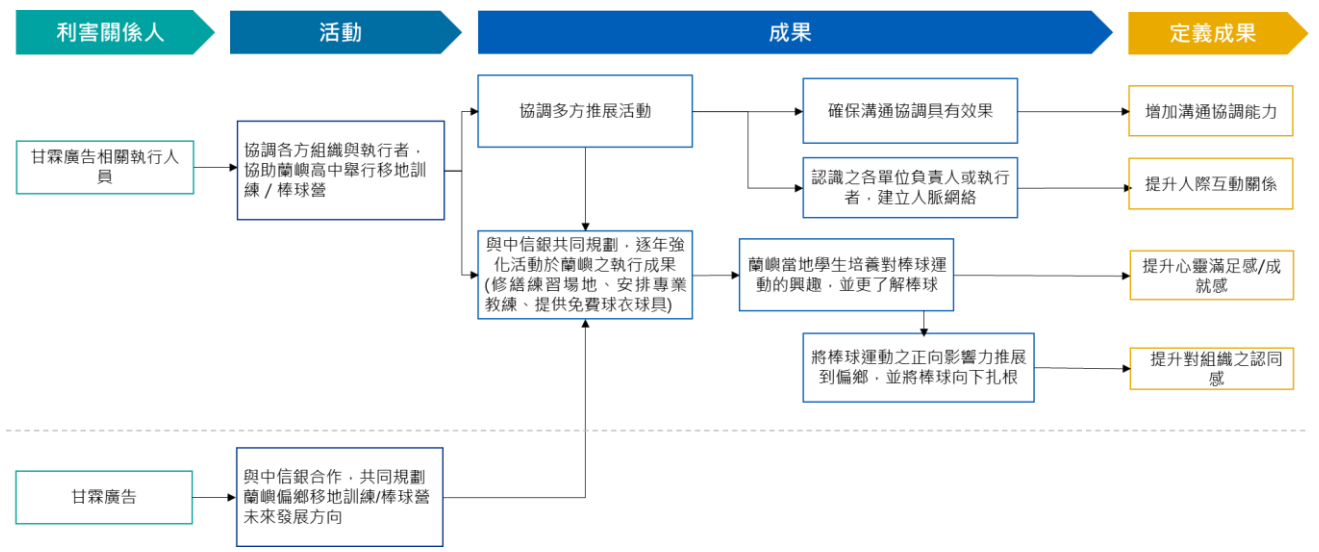 利害關係人
活動
成果
定義成果
甘霖廣告相關執行人
員
協調各方組織與執行者，
協助蘭嶼高中舉行移地訓
練 / 棒球營
協調多方推展活動
確保溝通協調具有效果
增加溝通協調能力
認識之各單位負責人或執行
者，建立人脈網絡
提升人際互動關係
與中信銀共同規劃，逐年強
化活動於蘭嶼之執行成果
(修繕練習場地、安排專業
教練、提供免費球衣球具)
蘭嶼當地學生培養對棒球運
動的興趣，並更了解棒球
提升心靈滿足感/成
就感
將棒球運動之正向影響力推展
到偏鄉，並將棒球向下扎根
提升對組織之認同
感
甘霖廣告
與中信銀合作，共同規劃
蘭嶼偏鄉移地訓練/棒球營
未來發展方向